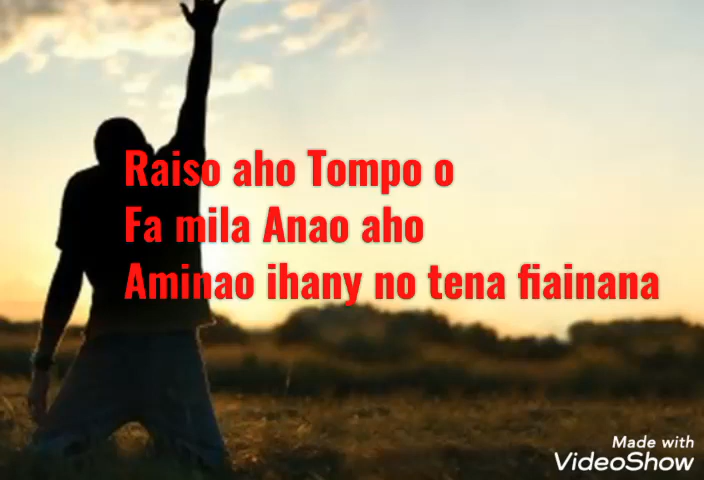 Raiso aho Tompo o
Fa mila Anao aho
Aminao ihany no tena fiainana
Made with
VideoShow